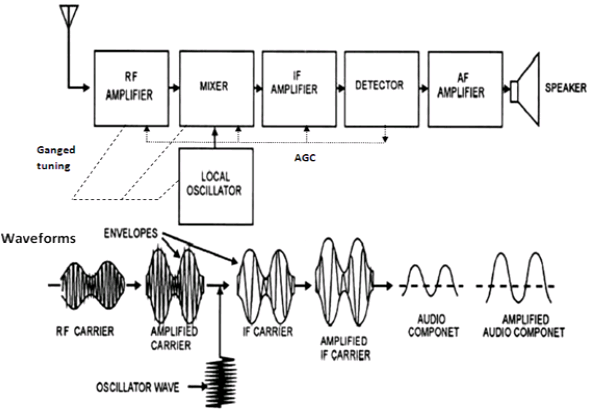 RF
AMPLIFIER
MIXER
IF
AMPLIFIER
DETECTOR
AF
AMPLIFIER
SPEAKER
Ganged
tuning
AGC
LOCAL
OSCILLATOR
Waveforms
ENVELOPES
RF CARRIER
AMPLIFIED
CARRIER
IF CARRIER
AMPLIFIED
IF CARRIER
AUDIO
COMPONET
AMPLIFIED
AUDIO COMPONET
OSCILLATOR WAVE